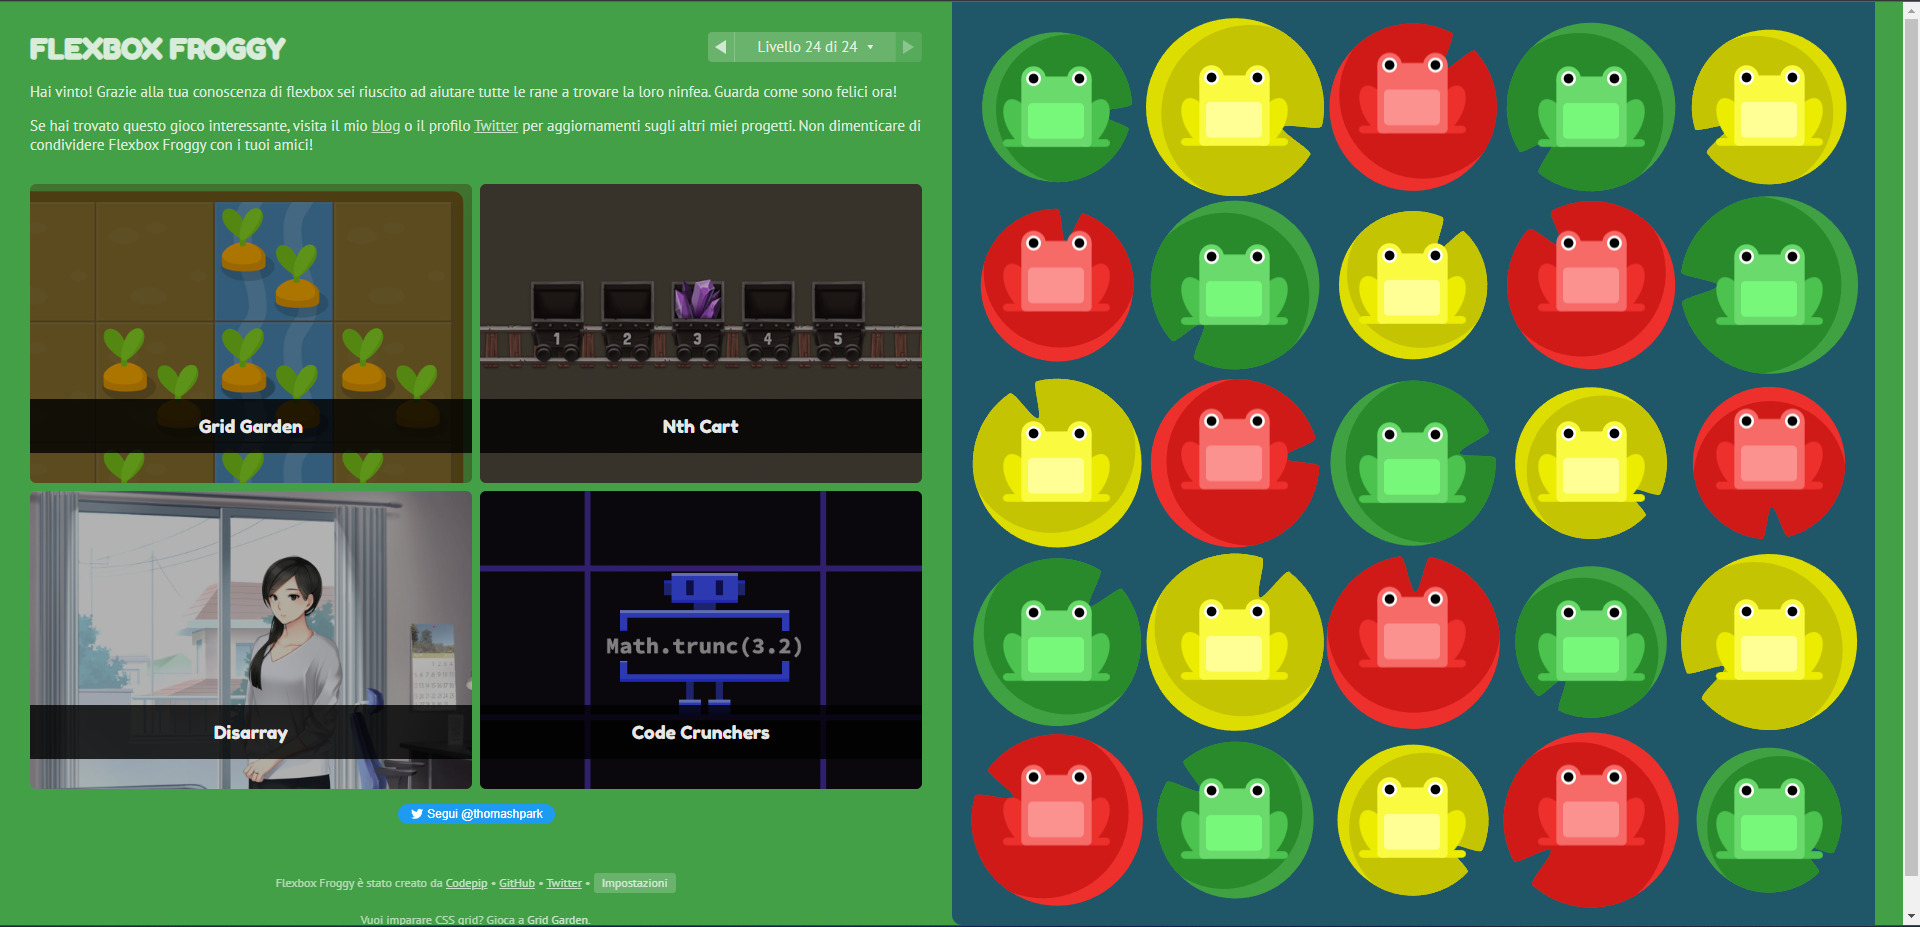 FLEXBOX FROGGY
Livello 24 di 24
Hai vinto! Grazie alla tua conoscenza di flexbox sei riuscito ad aiutare tutte le rane a trovare la loro ninfea. Guarda come sono felici ora!
Se hai trovato questo gioco interessante, visita il mio blog o il profilo Twitter per aggiornamenti sugli altri miei progetti. Non dimenticare di
condividere Flexbox Froggy con i tuoi amici!
1 2 3 4 5
Grid Garden
Nth Cart
Math.trunc(3.2)
Disarray
Code Crunchers
Segui @thomashpark
Flexbox Froggy è stato creato da Codepip • GitHub • Twitter • Impostazioni
Vuoi imparare CSS grid? Gioca a Grid Garden.